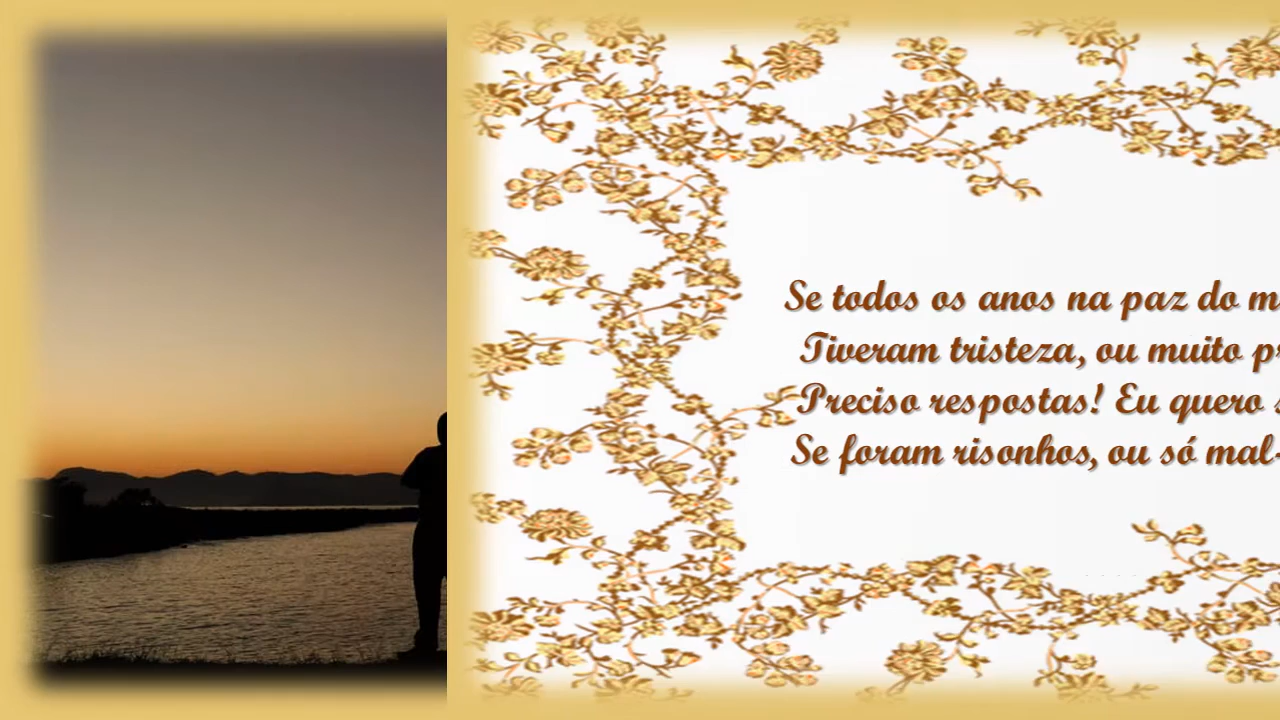 Se todos os anos na paz do
Tiveram tristeza, ou muito
Preciso respostas! Eu quero
Se foram risonhos, ou só mal-